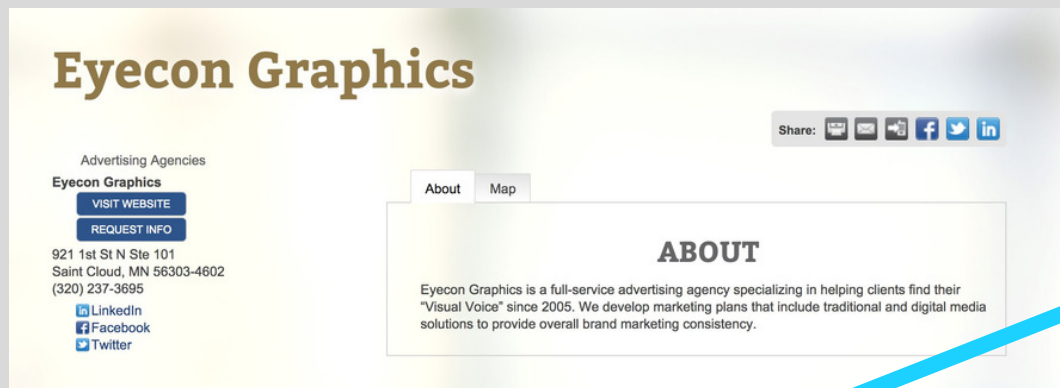 Eyecon Graphics
Share:
Advertising Agencies
Eyecon Graphics
VISIT WEBSITE
REQUEST INFO
921 1st St N Ste 101
Saint Cloud, MN 56303-4602
(320) 237-3695
LinkedIn
Facebook
Twitter
About Map
ABOUT
Eyecon Graphics is a full-service advertising agency specializing in helping clients find their
"Visual Voice" since 2005. We develop marketing plans that include traditional and digital media
solutions to provide overall brand marketing consistency.